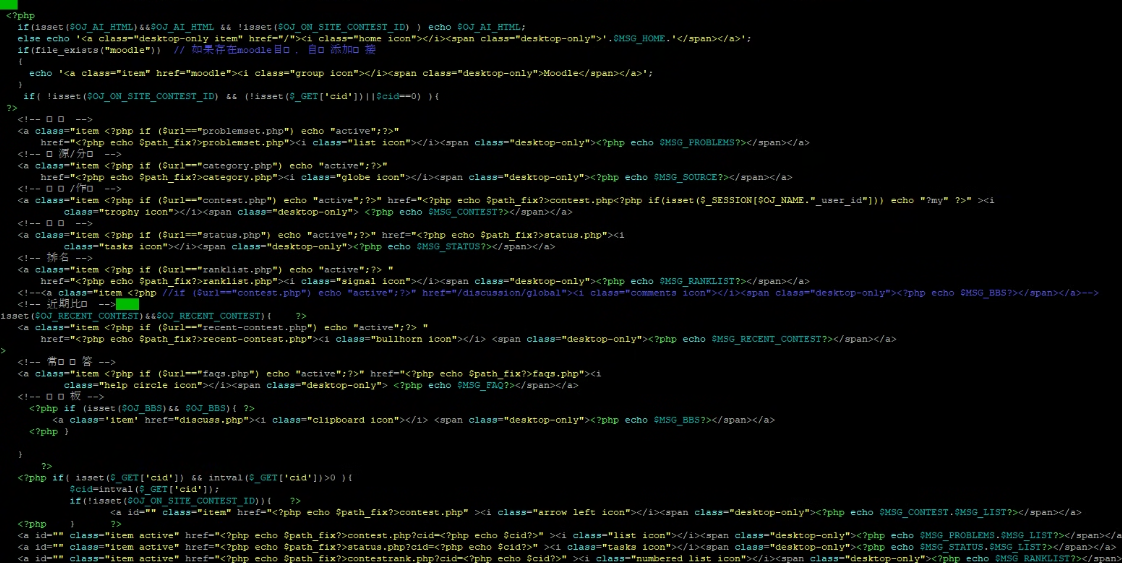 <?php
if(isset($OJ_AI_HTML)&&$OJ_AI_HTML && !isset($OJ_ON_SITE_CONTEST_ID) ) echo $OJ_AI_HTML;
else echo '<a class="desktop-only item" href="/"><i class="home icon"></i><span class="desktop-only">'.$MSG_HOME.'</span></a>';
if(file_exists("moodle")) // 如果存在moodle目 , 自 添加 接
{
echo '<a class="item" href="moodle"><i class="group icon"></i><span class="desktop-only">Moodle</span></a>';
}
if( !isset($OJ_ON_SITE_CONTEST_ID) && (!isset($_GET['cid'])||$cid==0) ){
?>
<!-- -->
<a class="item <?php if ($url=="problemset.php") echo "active";?>"
href="<?php echo $path_fix?>problemset.php"><i class="list icon"></i><span class="desktop-only"><?php echo $MSG_PROBLEMS?></span></a>
<!-- 源/分 -->
<a class="item <?php if ($url=="category.php") echo "active";?>"
href="<?php echo $path_fix?>category.php"><i class="globe icon"></i><span class="desktop-only"><?php echo $MSG_SOURCE?></span></a>
<!-- /作 -->
<a class="item <?php if ($url=="contest.php") echo "active";?>" href="<?php echo $path_fix?>contest.php<?php if(isset($_SESSION[$OJ_NAME."_user_id"])) echo "?my" ?>" ><i
class="trophy icon"></i><span class="desktop-only"> <?php echo $MSG_CONTEST?></span></a>
<!-- -->
<a class="item <?php if ($url=="status.php") echo "active";?>" href="<?php echo $path_fix?>status.php"><i
class="tasks icon"></i><span class="desktop-only"><?php echo $MSG_STATUS?></span></a>
<!-- 排名 -->
<a class="item <?php if ($url=="ranklist.php") echo "active";?> "
href="<?php echo $path_fix?>ranklist.php"><i class="signal icon"></i><span class="desktop-only"><?php echo $MSG_RANKLIST?></span></a>
<!--<a class="item <?php //if ($url=="contest.php") echo "active";?>" href="/discussion/global"><i class="comments icon"></i><span class="desktop-only"><?php echo $MSG_BBS?></span></a>-->
<!-- 近期比 -->
isset($OJ_RECENT_CONTEST)&&$OJ_RECENT_CONTEST){ ?>
<a class="item <?php if ($url=="recent-contest.php") echo "active";?> "
href="<?php echo $path_fix?>recent-contest.php"><i class="bullhorn icon"></i> <span class="desktop-only"><?php echo $MSG_RECENT_CONTEST?></span></a>
>
<!-- 常 答 -->
<a class="item <?php if ($url=="faqs.php") echo "active";?>" href="<?php echo $path_fix?>faqs.php"><i
class="help circle icon"></i><span class="desktop-only"> <?php echo $MSG_FAQ?></span></a>
<!-- 板 -->
<?php if (isset($OJ_BBS)&& $OJ_BBS){ ?>
<a class='item' href="discuss.php"><i class="clipboard icon"></i> <span class="desktop-only"><?php echo $MSG_BBS?></span></a>
<?php }
}
?>
<?php if( isset($_GET['cid']) && intval($_GET['cid'])>0 ){
$cid=intval($_GET['cid']);
if(!isset($OJ_ON_SITE_CONTEST_ID)){ ?>
<a id="" class="item" href="<?php echo $path_fix?>contest.php" ><i class="arrow left icon"></i><span class="desktop-only"><?php echo $MSG_CONTEST.$MSG_LIST?></span></a>
<?php } ?>
<a id="" class="item active" href="<?php echo $path_fix?>contest.php?cid=<?php echo $cid?>" ><i class="list icon"></i><span class="desktop-only"><?php echo $MSG_PROBLEMS.$MSG_LIST?></span></a
<a id="" class="item active" href="<?php echo $path_fix?>status.php?cid=<?php echo $cid?>" ><i class="tasks icon"></i><span class="desktop-only"><?php echo $MSG_STATUS.$MSG_LIST?></span></a>
<a id="" class="item active" href="<?php echo $path_fix?>contestrank.php?cid=<?php echo $cid?>" ><i class="numbered list icon"></i><span class="desktop-only"><?php echo $MSG_RANKLIST?></span></a